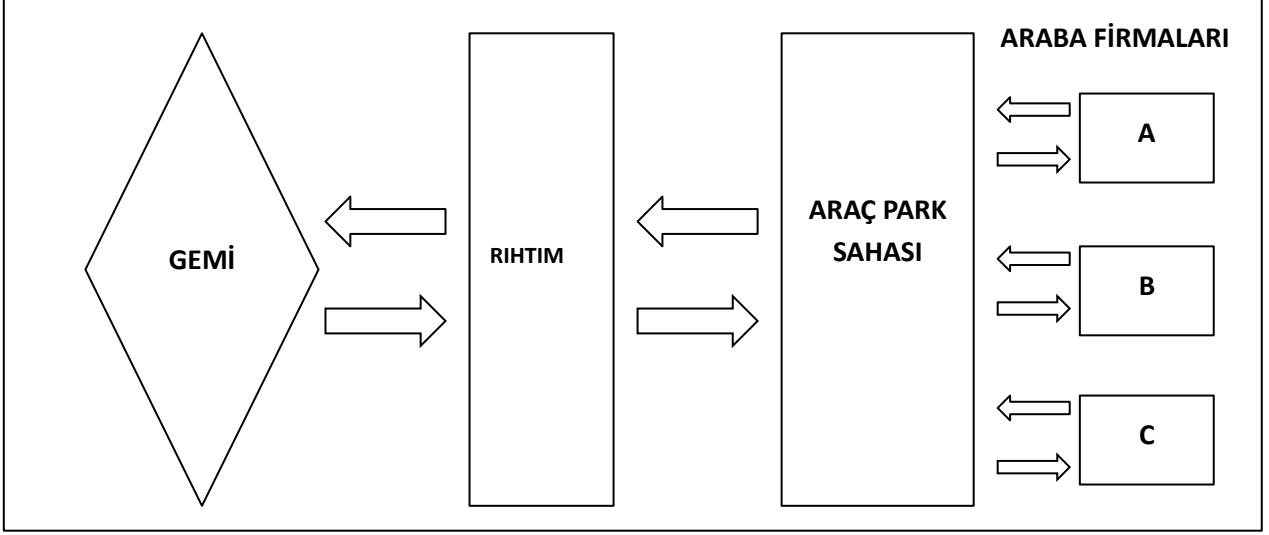 ARABA FİRMALARI
GEMİ
RIHTIM
ARAÇ PARK
SAHASI
A
B
C